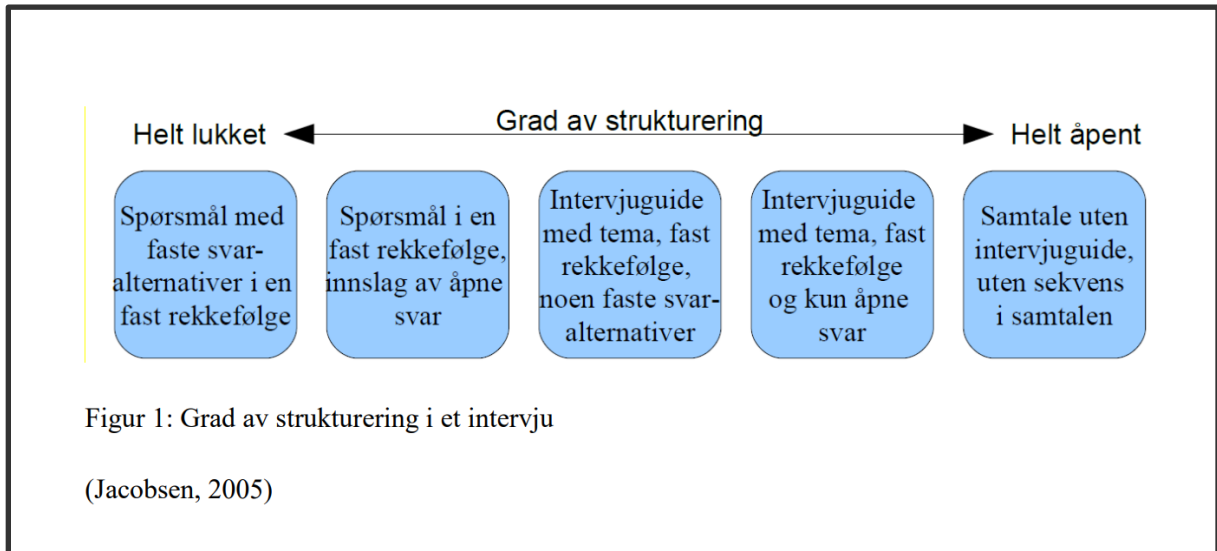 Grad av strukturering
Helt lukket
Helt åpent
Spørsmål med
faste svar-
alternativer i en
fast rekkefølge
Spørsmål i en
fast rekkefølge,
innslag av åpne
svar
Intervjuguide
med tema, fast
rekkefølge,
noen faste svar-
alternativer
Intervjuguide
med tema, fast
rekkefølge
og kun åpne
svar
Samtale uten
intervjuguide,
uten sekvens
i samtalen
Figur 1: Grad av strukturering i et intervju
(Jacobsen, 2005)